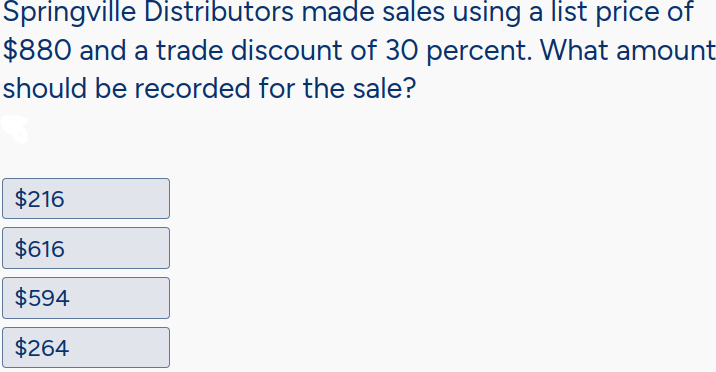 Springville Distributors made sales using a list price of
$880 and a trade discount of 30 percent. What amount
should be recorded for the sale?
$216
$616
$594
$264